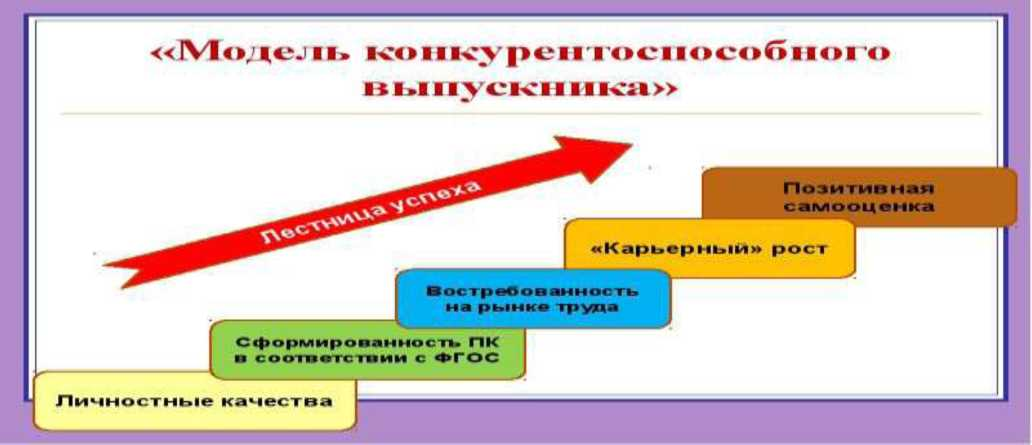 «Модель конкурентоспособного
выпускника»
Лестница успеха
Позитивная
самооценка
«Карьерный» рост
Востребованность
на рынке труда
Сформированность ПК
в соответствии с ФГОС
Личностные качества